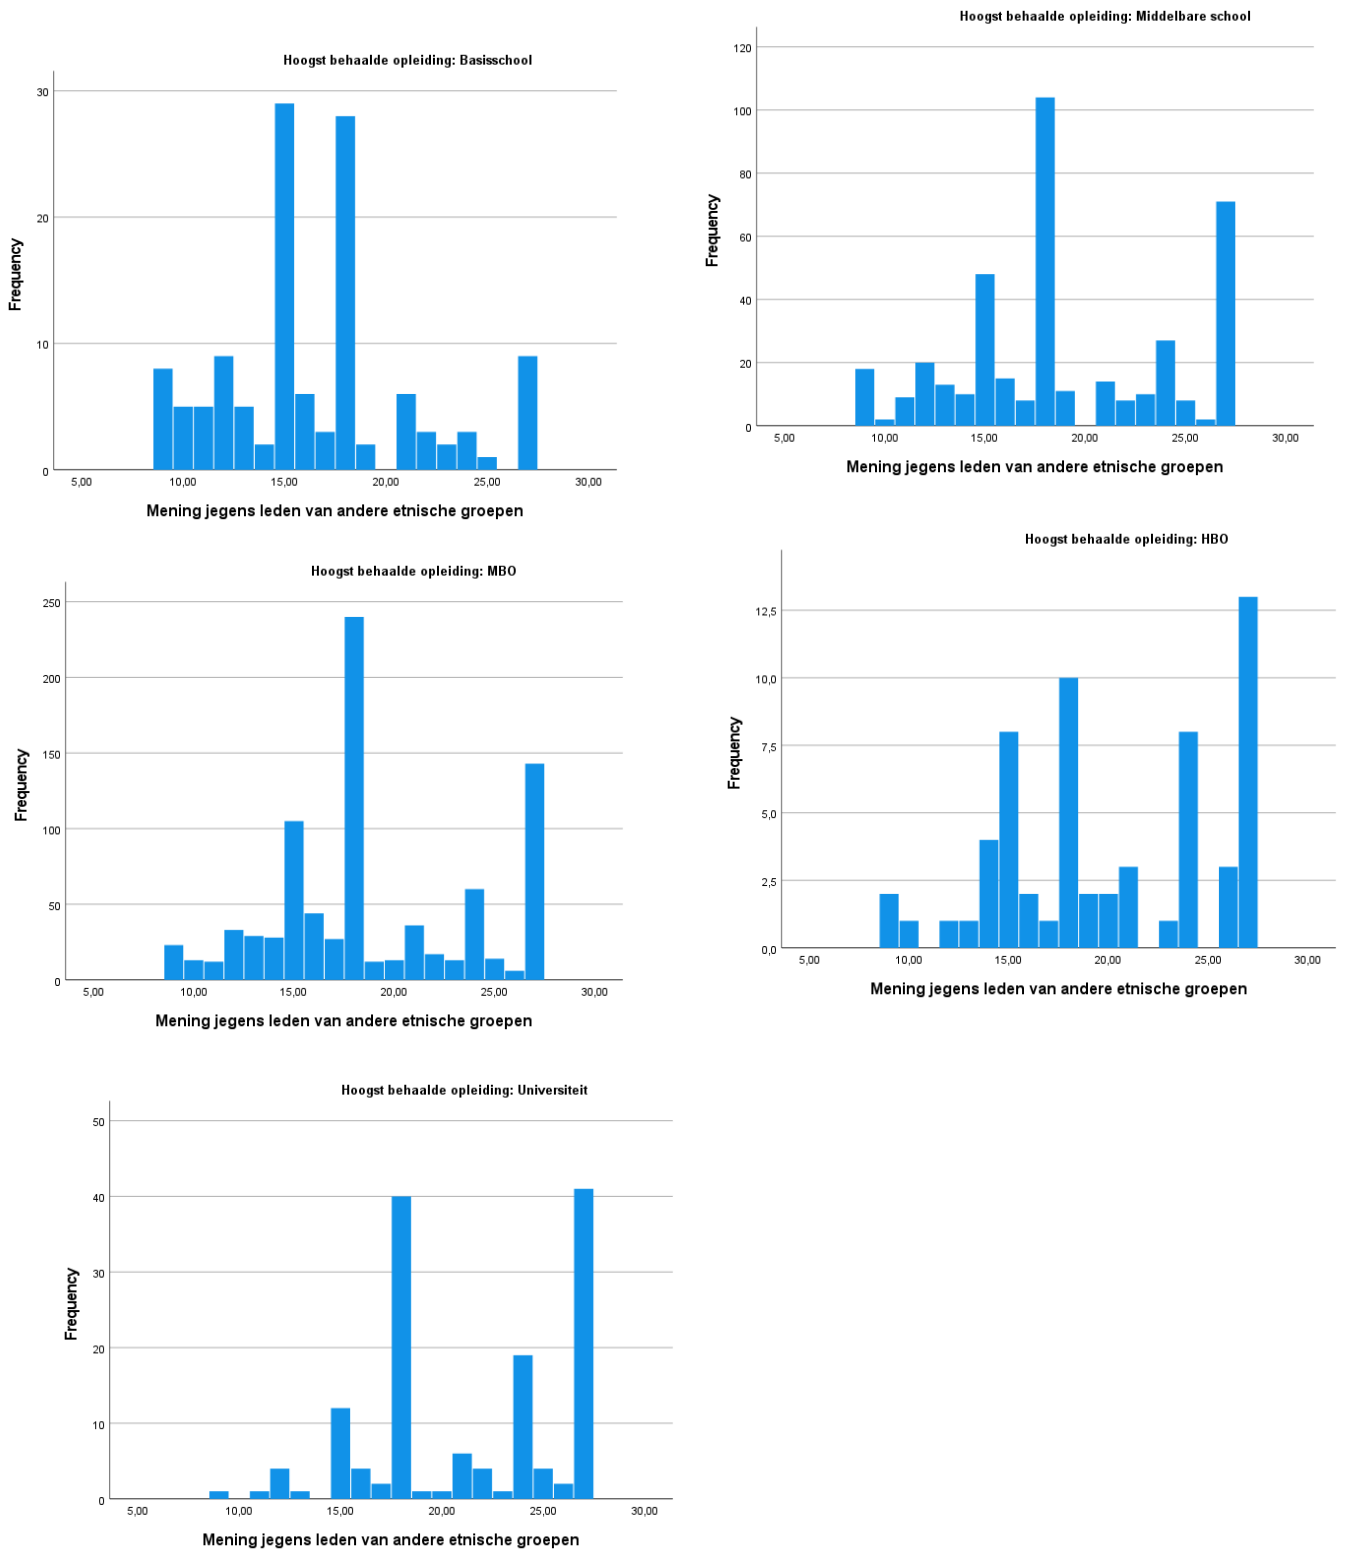 Hoogst behaalde opleiding: Basisschool
30
20
10
0
Frequency
5,00 10,00 15,00 20,00 25,00 30,00
Mening jegens leden van andere etnische groepen
Hoogst behaalde opleiding: Middelbare school
120
100
80
60
40
20
0
Frequency
5,00 10,00 15,00 20,00 25,00 30,00
Mening jegens leden van andere etnische groepen
Hoogst behaalde opleiding: MBO
250
200
150
100
50
0
Frequency
5,00 10,00 15,00 20,00 25,00 30,00
Mening jegens leden van andere etnische groepen
Hoogst behaalde opleiding: HBO
12,5
10,0
7,5
5,0
2,5
0,0
Frequency
5,00 10,00 15,00 20,00 25,00 30,00
Mening jegens leden van andere etnische groepen
Hoogst behaalde opleiding: Universiteit
50
40
30
20
10
0
Frequency
5,00 10,00 15,00 20,00 25,00 30,00
Mening jegens leden van andere etnische groepen